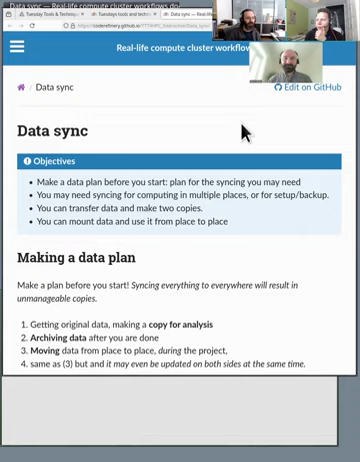 Data sync — Real-life compute cluster workflows do
Tuesday Tools & Techniq
Tuesdays tools and techni
Data sync — Real-lif
Real-life compute cluster workflow
/ Data sync
Edit on GitHub
Data sync
Objectives
• Make a data plan before you start: plan for the syncing you may need
• You may need syncing for computing in multiple places, or for setup/backup.
• You can transfer data and make two copies.
• You can mount data and use it from place to place
Making a data plan
Make a plan before you start! Syncing everything to everywhere will result in
unmanageable copies.
1. Getting original data, making a copy for analysis
2. Archiving data after you are done
3. Moving data from place to place, during the project,
4. same as (3) but and it may even be updated on both sides at the same time.